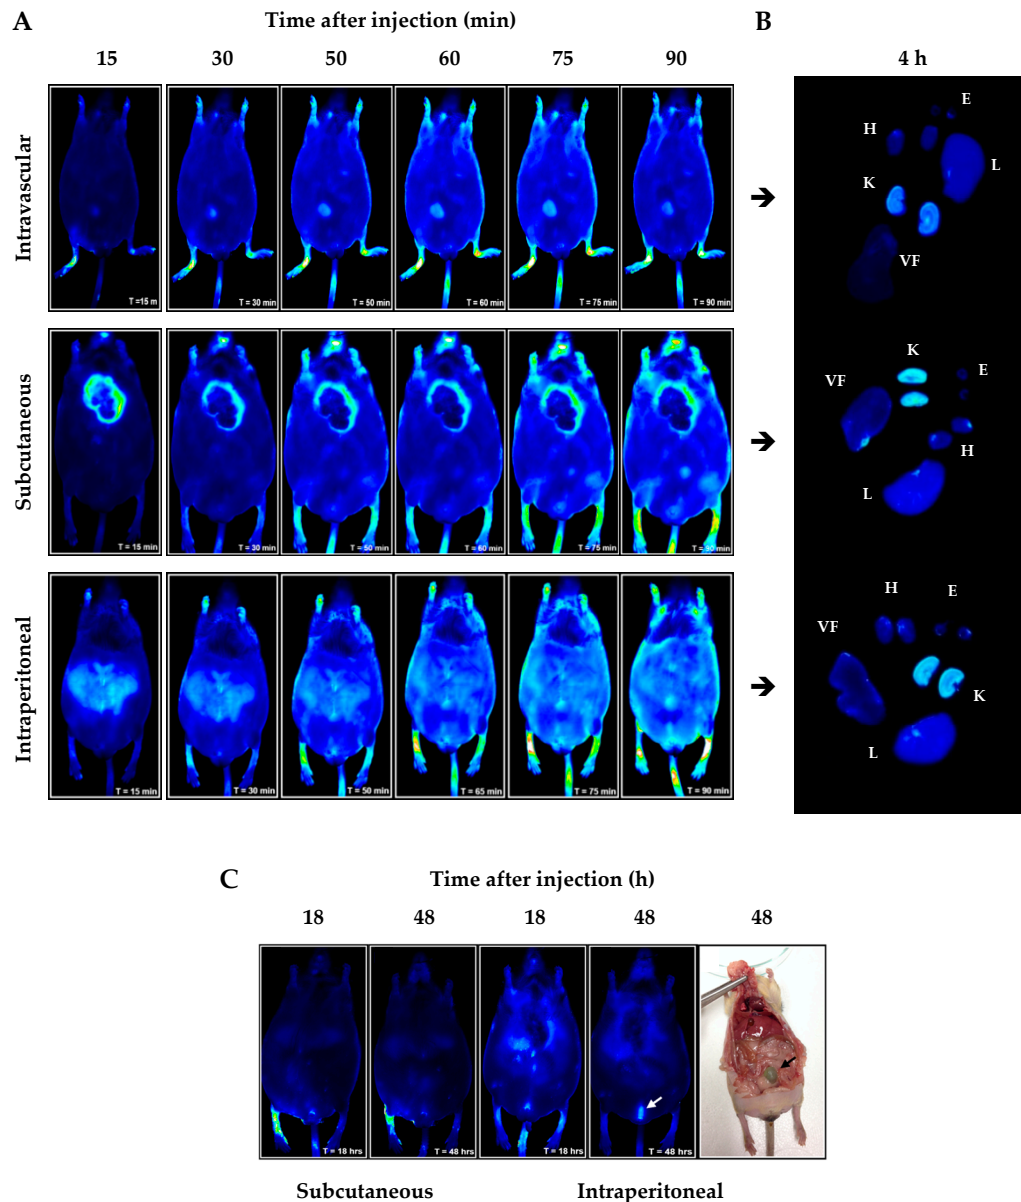 A
Time after injection (min)
B
15 30 50 60 75 90
4 h
Intravascular
T =15 m
T = 30 min
T = 50 min
T = 60 min
T = 75 min
T = 90 min
E
H
L
K
VF
Subcutaneous
T = 15 min
T = 30 min
T = 50 min
T = 60 min
T = 75 min
T = 90 min
K
E
VF
H
L
Intraperitoneal
T = 15 min
T = 30 min
T = 50 min
T = 65 min
T = 75 min
T = 90 min
H E
VF
K
L
C
Time after injection (h)
18 48 18 48 48
T = 18 hrs
T = 48 hrs
T = 18 hrs
T = 48 hrs
Subcutaneous Intraperitoneal